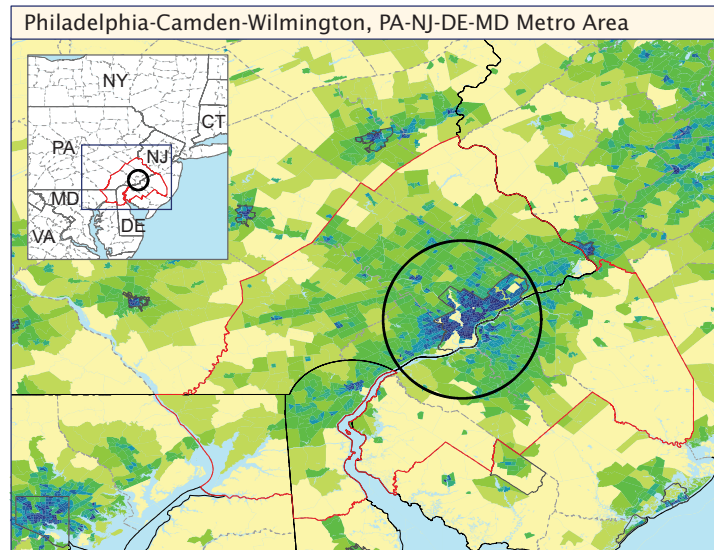 Philadelphia-Camden-Wilmington, PA-NJ-DE-MD Metro Area
NY
CT
PA
NJ
MD
DE
VA